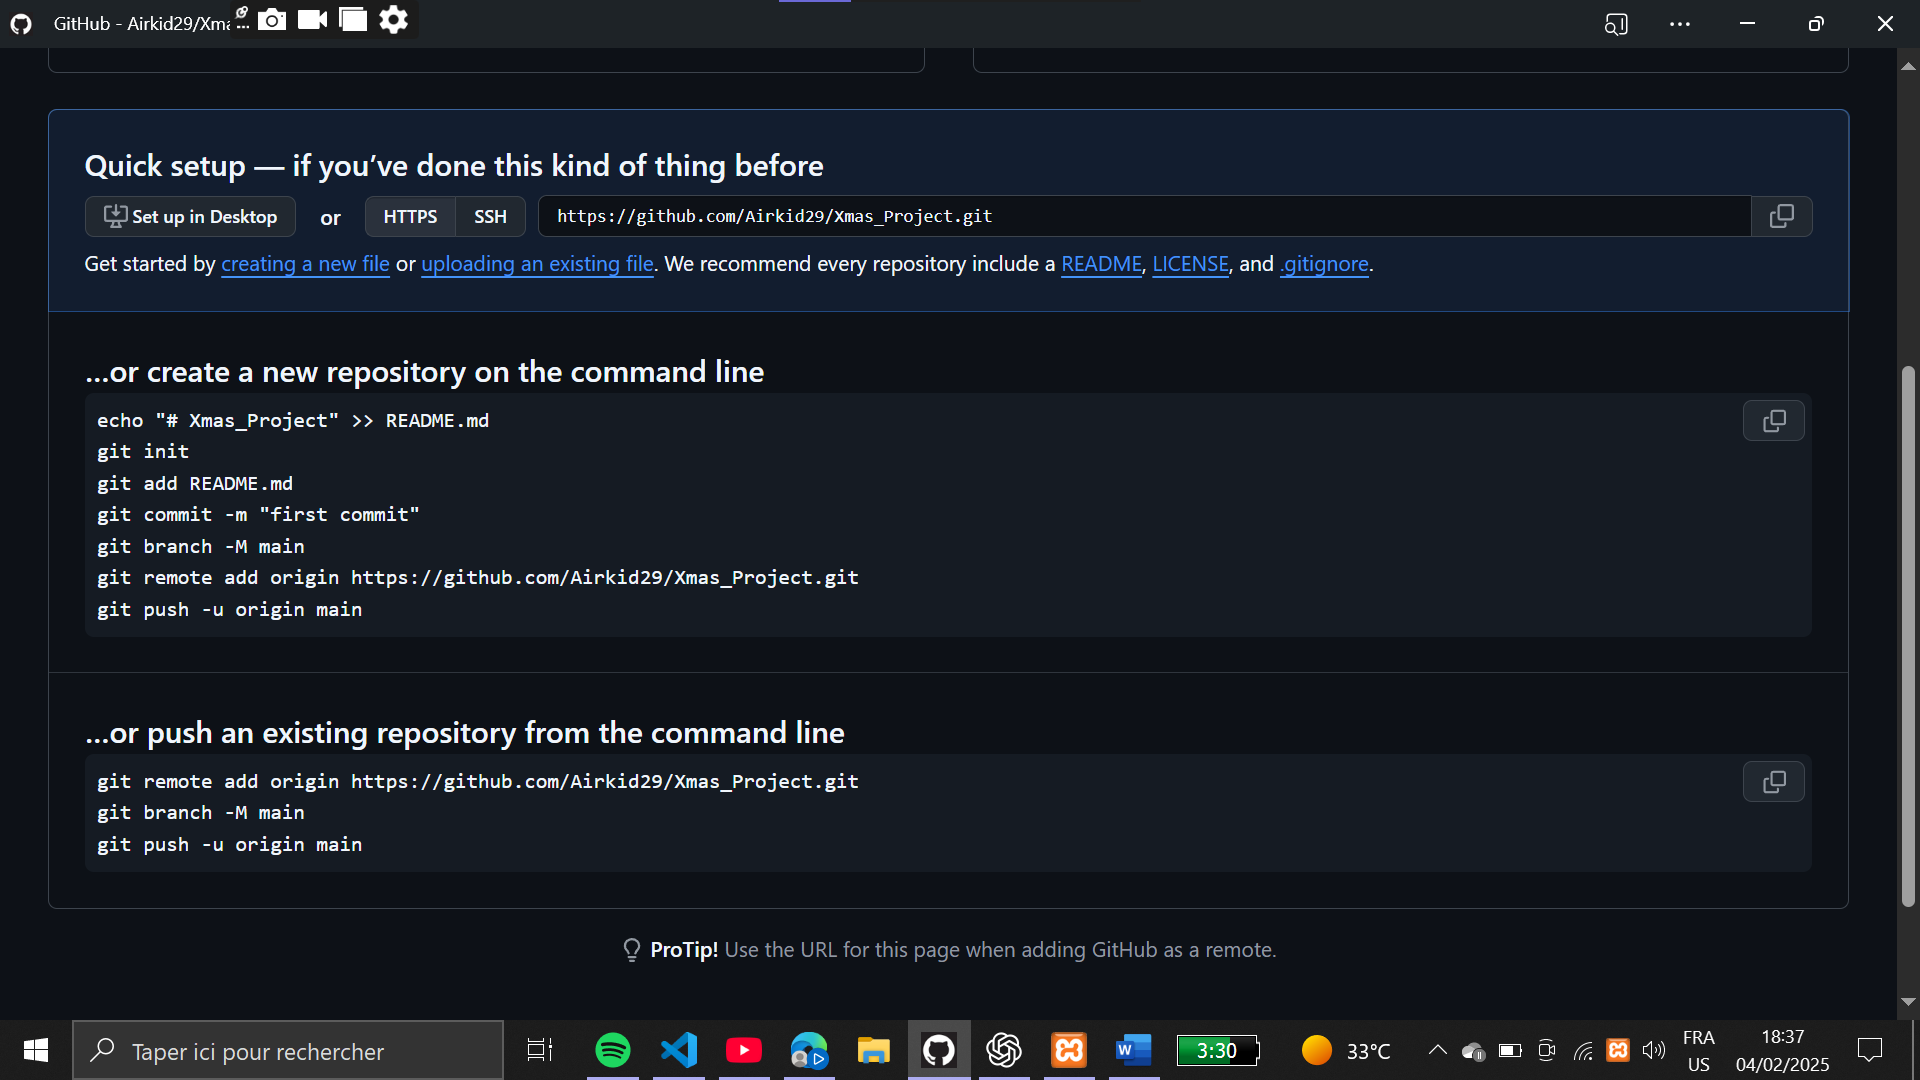 GitHub - Airkid29/Xma
Quick setup — if you’ve done this kind of thing before
Set up in Desktop or HTTPS SSH https://github.com/Airkid29/Xmas_Project.git
Get started by creating a new file or uploading an existing file. We recommend every repository include a README, LICENSE, and .gitignore.
…or create a new repository on the command line
echo "# Xmas_Project" >> README.md
git init
git add README.md
git commit -m "first commit"
git branch -M main
git remote add origin https://github.com/Airkid29/Xmas_Project.git
git push -u origin main
…or push an existing repository from the command line
git remote add origin https://github.com/Airkid29/Xmas_Project.git
git branch -M main
git push -u origin main
ProTip! Use the URL for this page when adding GitHub as a remote.
Taper ici pour rechercher
3:30
33°C
FRA
US
18:37
04/02/2025